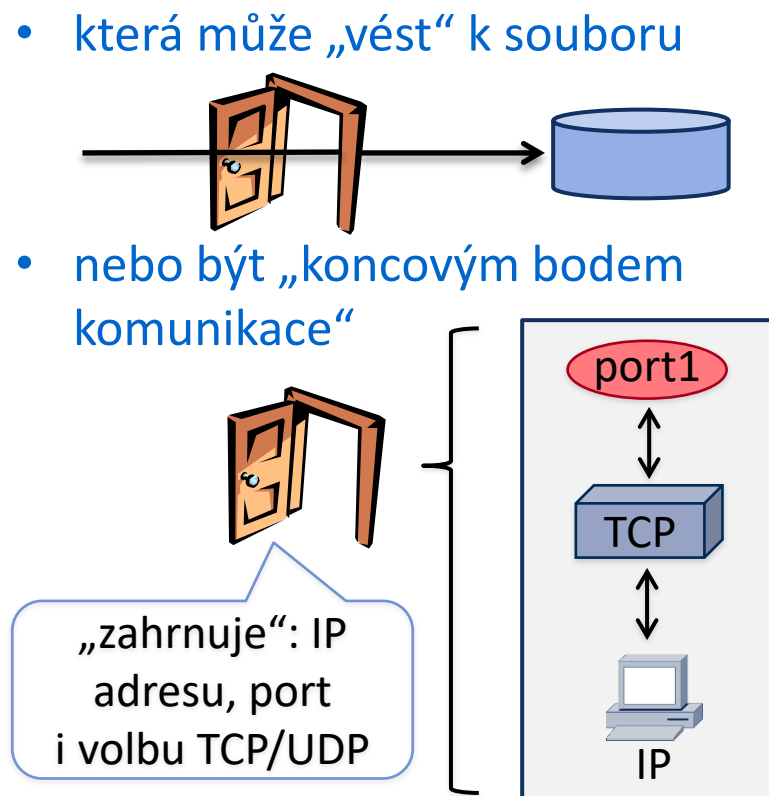 • která může „vést“ k souboru
• nebo být „koncovým bodem
komunikace“
port1
TCP
IP
„zahrnuje“: IP
adresu, port
i volbu TCP/UDP